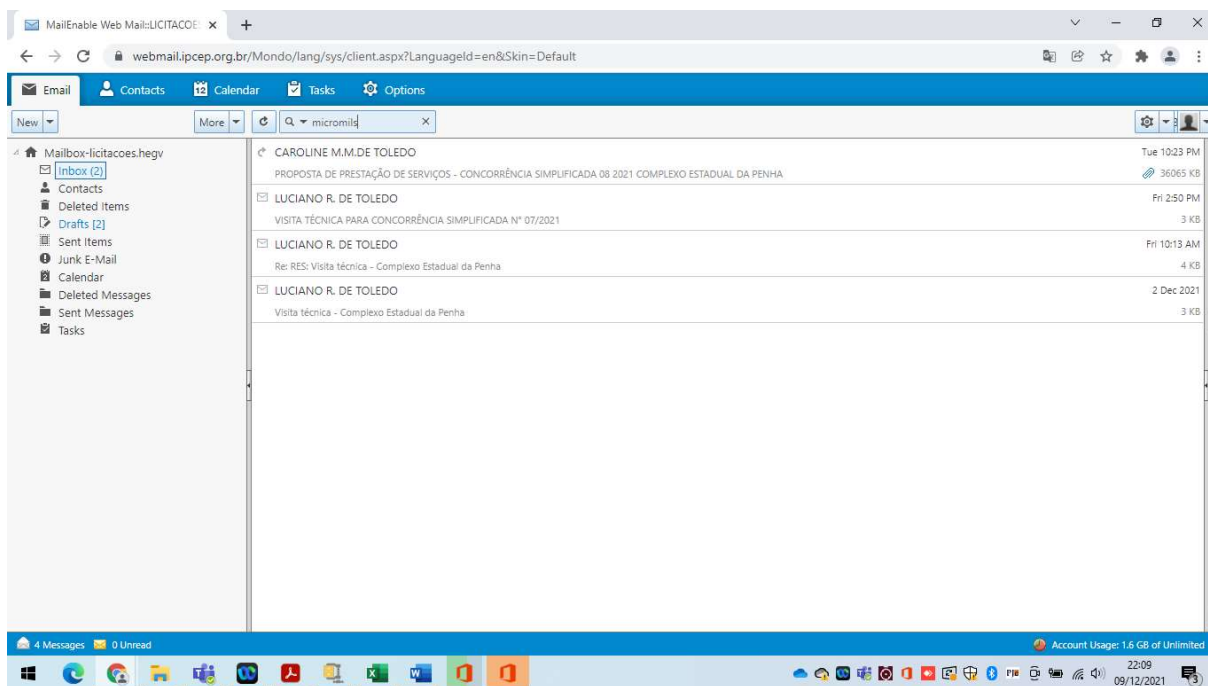 MailEnable Web Mail::LICITACOE
webmail.ipcep.org.br/Mondo/lang/sys/client.aspx?LanguageId=en&Skin=Default
Email Contacts 12 Calendar Tasks Options
New More micromils
Mailbox-licitacoes.hegv
Inbox (2)
Contacts
Deleted Items
Drafts [2]
Sent Items
Junk E-Mail
Calendar
Deleted Messages
Sent Messages
Tasks
CAROLINE M.M.DE TOLEDO Tue 10:23 PM
PROPOSTA DE PRESTAÇÃO DE SERVIÇOS - CONCORRÊNCIA SIMPLIFICADA 08 2021 COMPLEXO ESTADUAL DA PENHA 36065 KB
LUCIANO R. DE TOLEDO Fri 2:50 PM
VISITA TÉCNICA PARA CONCORRÊNCIA SIMPLIFICADA N° 07/2021 3 KB
LUCIANO R. DE TOLEDO Fri 10:13 AM
Re: RES: Visita técnica - Complexo Estadual da Penha 4 KB
LUCIANO R. DE TOLEDO 2 Dec 2021
Visita técnica - Complexo Estadual da Penha 3 KB
4 Messages 0 Unread Account Usage: 1.6 GB of Unlimited
22:09
09/12/2021